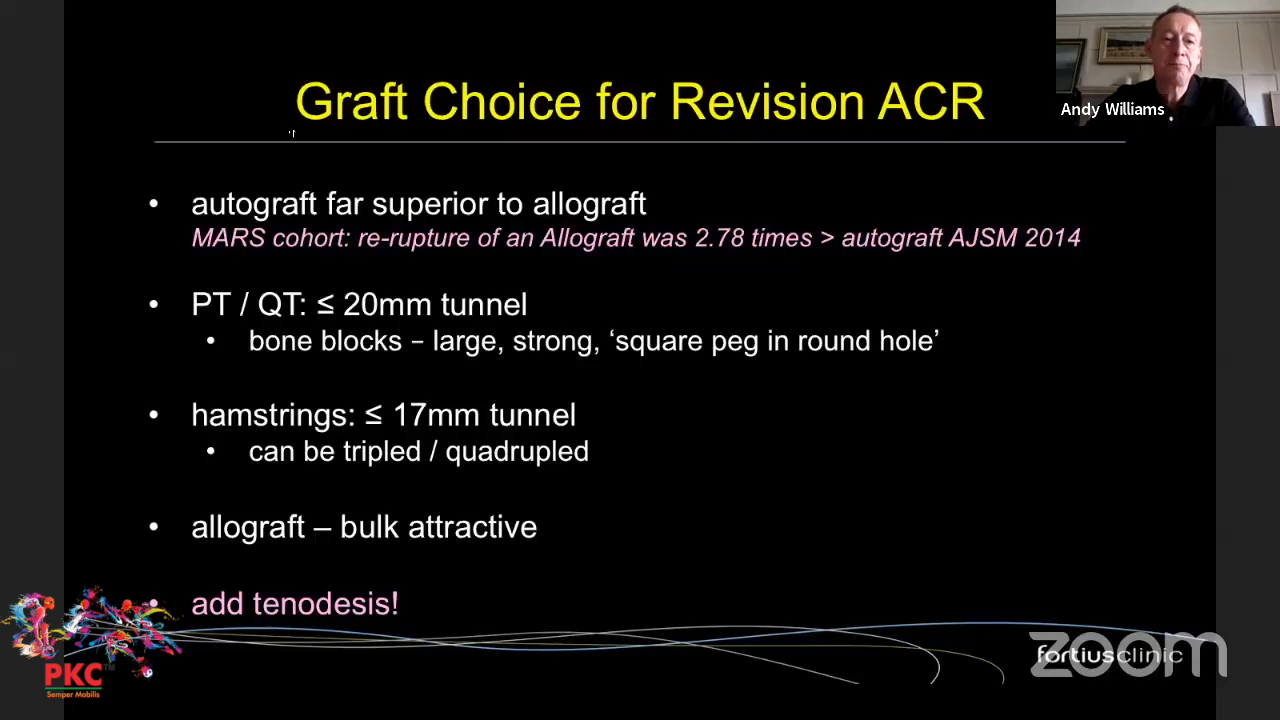 Graft Choice for Revision ACR
Andy Williams
• autograft far superior to allograft
MARS cohort: re-rupture of an Allograft was 2.78 times > autograft AJSM 2014
• PT / QT: ≤ 20mm tunnel
• bone blocks – large, strong, ‘square peg in round hole’
• hamstrings: ≤ 17mm tunnel
• can be tripled / quadrupled
• allograft – bulk attractive
• add tenodesis!
PKC™
Semper Mobilis
fortiusclinic
zoom